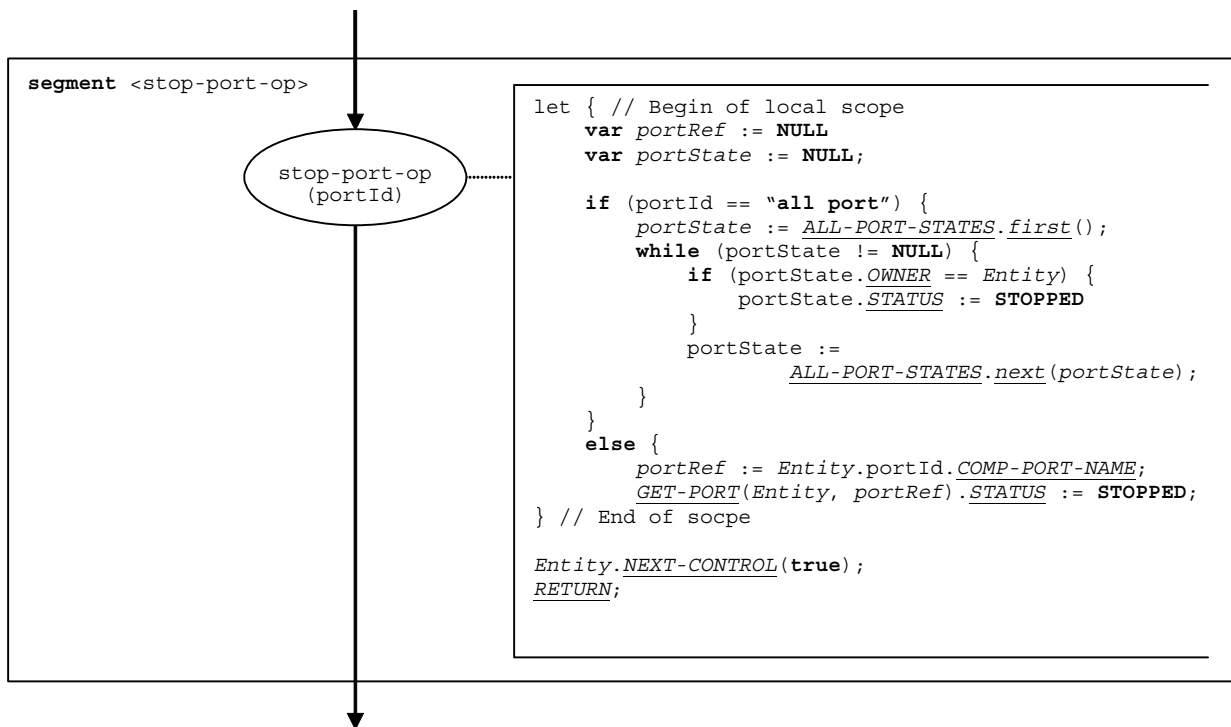 segment <stop-port-op>
stop-port-op
(portId)
let { // Begin of local scope
var portRef := NULL
var portState := NULL;
if (portId == “all port”) {
portState := ALL-PORT-STATES.first();
while (portState != NULL) {
if (portState.OWNER == Entity) {
portState.STATUS := STOPPED
}
portState :=
ALL-PORT-STATES.next(portState);
}
}
else {
portRef := Entity.portId.COMP-PORT-NAME;
GET-PORT(Entity, portRef).STATUS := STOPPED;
} // End of socpe
Entity.NEXT-CONTROL(true);
RETURN;